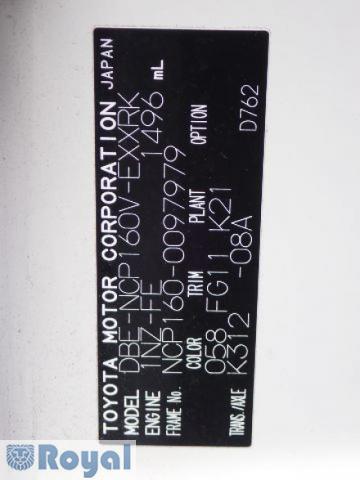 TOYOTA MOTOR CORPORATION JAPAN
MODEL DBE-NCP160V-EXXRK
ENGINE 1NZ-FE 1496 mL
FRAME No. NCP160-0097979
COLOR TRIM PLANT OPTION
058 FG11 K21
TRANS./AXLE K312 -08A D762
Royal